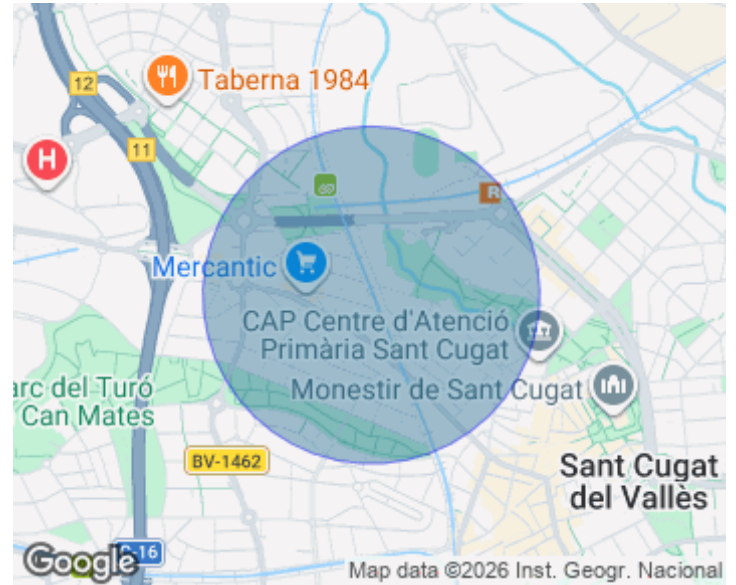 12
Taberna 1984
11
H
R
Mercantic
CAP Centre d'Atenció
Primària Sant Cugat
arc del Turó
Can Mates
Monestir de Sant Cugat
BV-1462
Sant Cugat
del Vallès
Google
-16
Map data ©2026 Inst. Geogr. Nacional